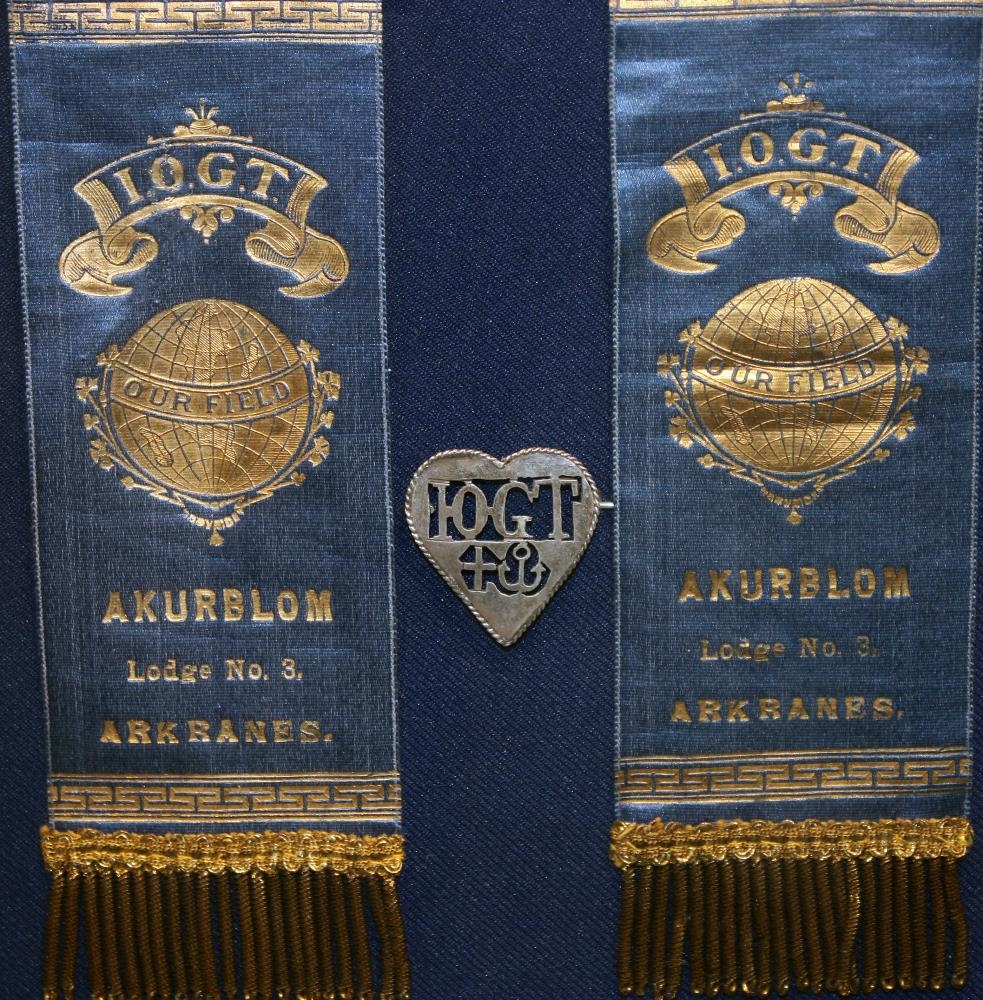 I.O.G.T.
OUR FIELD
AKURBLOM
Lodge No. 3.
ARKRANES.
IOGT
I.O.G.T.
OUR FIELD
AKURBLOM
Lodge No. 3.
ARKRANES.